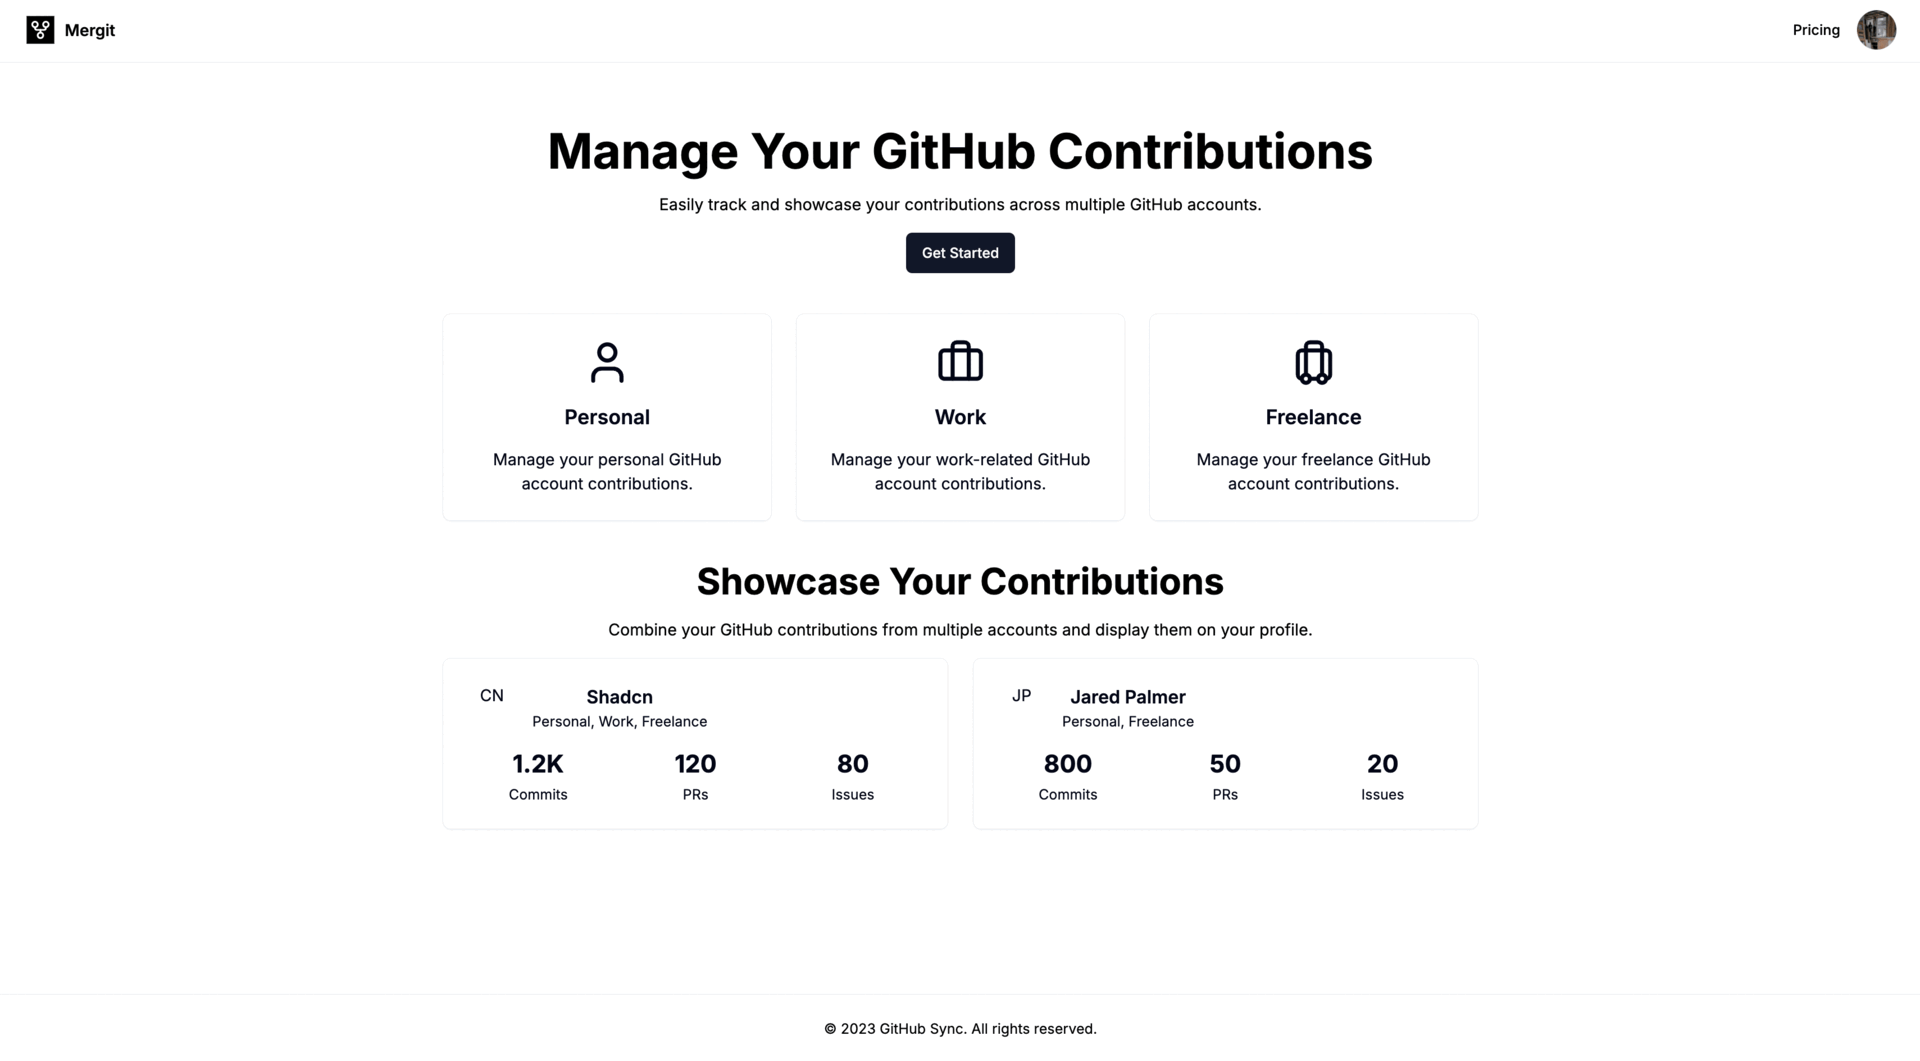 Mergit
Pricing
Manage Your GitHub Contributions
Easily track and showcase your contributions across multiple GitHub accounts.
Get Started
Personal
Manage your personal GitHub
account contributions.
Work
Manage your work-related GitHub
account contributions.
Freelance
Manage your freelance GitHub
account contributions.
Showcase Your Contributions
Combine your GitHub contributions from multiple accounts and display them on your profile.
CN
Shadcn
Personal, Work, Freelance
1.2K
Commits
120
PRs
80
Issues
JP
Jared Palmer
Personal, Freelance
800
Commits
50
PRs
20
Issues
© 2023 GitHub Sync. All rights reserved.